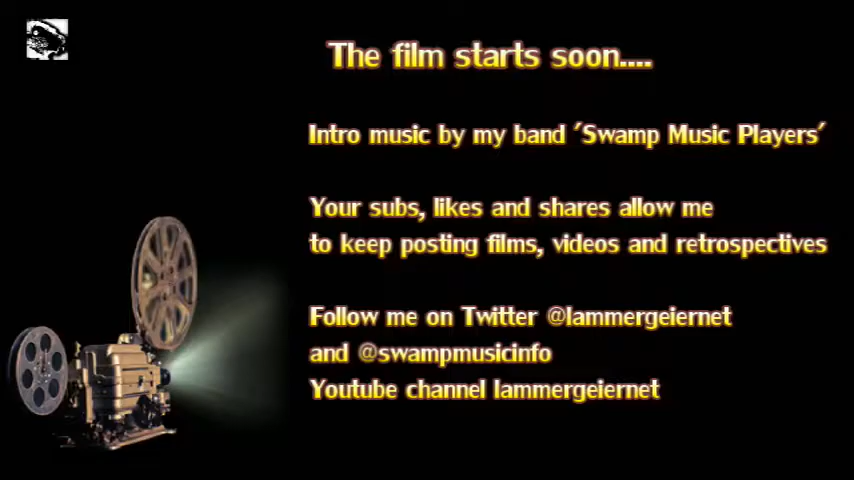 The film starts soon....
Intro music by my band 'Swamp Music Players'
Your subs, likes and shares allow me
to keep posting films, videos and retrospectives
Follow me on Twitter @lammergeiernet
and @swampmusicinfo
Youtube channel lammergeiernet